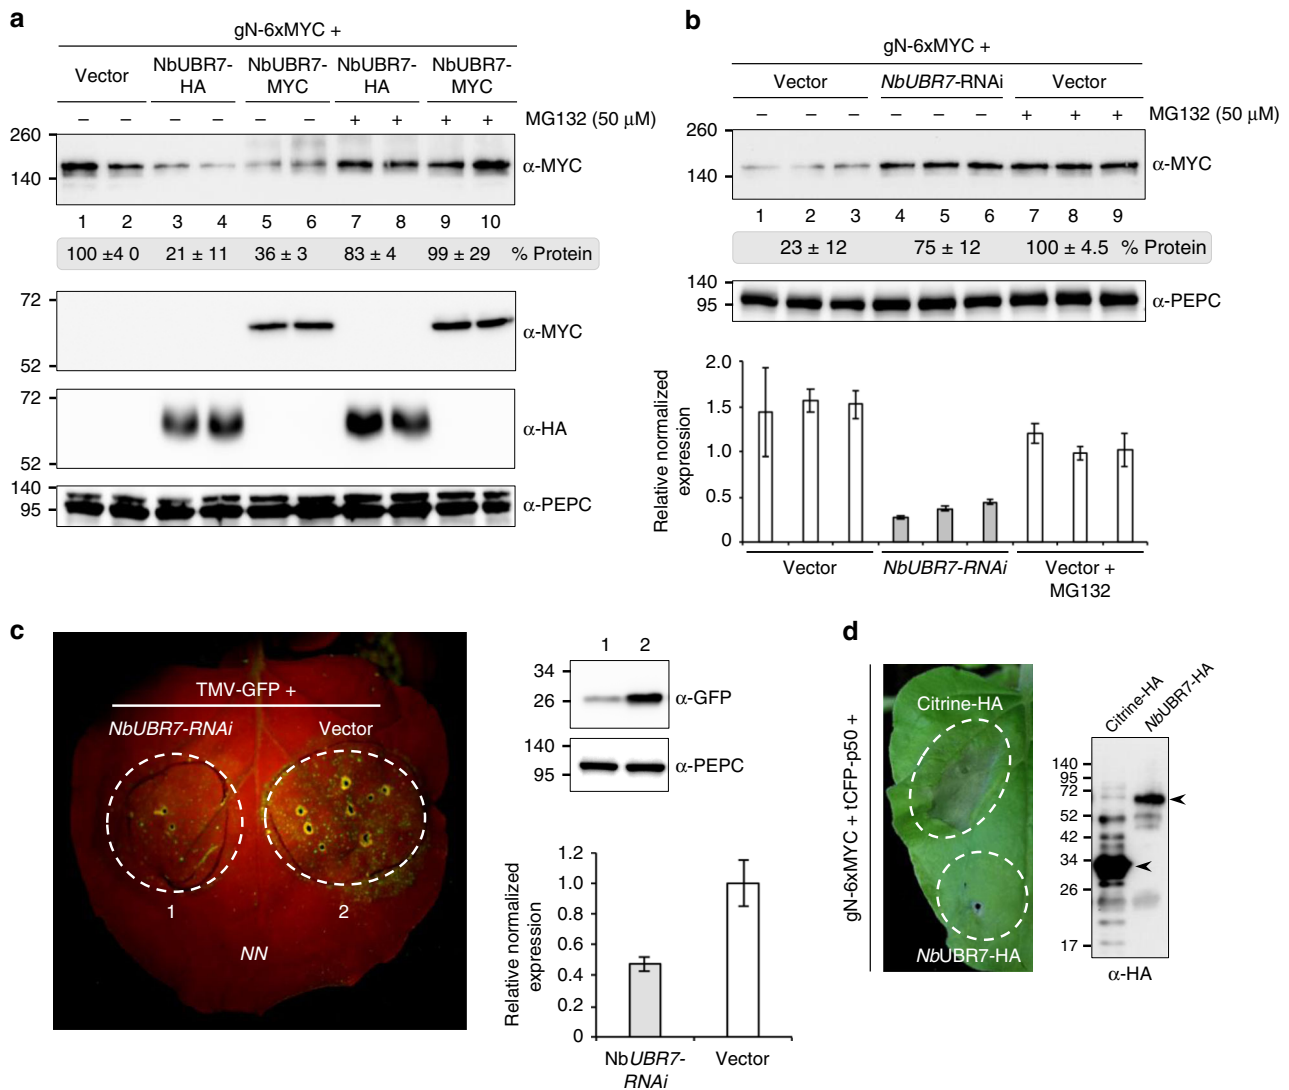 a
gN-6xMYC +
Vector
NbUBR7-
HA
NbUBR7-
MYC
NbUBR7-
HA
NbUBR7-
MYC
– – – – – – + + + + MG132 (50 µM)
260
140
α-MYC
1 2 3 4 5 6 7 8 9 10
100 ±4 0 21 ± 11 36 ± 3 83 ± 4 99 ± 29 % Protein
72
52
α-MYC
72
52
α-HA
140
95
α-PEPC
b
gN-6xMYC +
Vector NbUBR7-RNAi Vector
– – – – – – + + + MG132 (50 µM)
260
140
α-MYC
1 2 3 4 5 6 7 8 9
23 ± 12 75 ± 12 100 ± 4.5 % Protein
140
95
α-PEPC
Relative normalized
expression
2.0
1.5
1.0
0.5
0
Vector NbUBR7-RNAi Vector +
MG132
c
TMV-GFP +
NbUBR7-RNAi Vector
1 2
NN
1 2
34
26
α-GFP
140
95
α-PEPC
Relative normalized
expression
1.2
1.0
0.8
0.6
0.4
0.2
0
NbUBR7-
RNAi
Vector
d
gN-6xMYC + tCFP-p50 +
Citrine-HA
NbUBR7-HA
Citrine-HA
NbUBR7-HA
140
95
72
52
42
34
26
17
α-HA